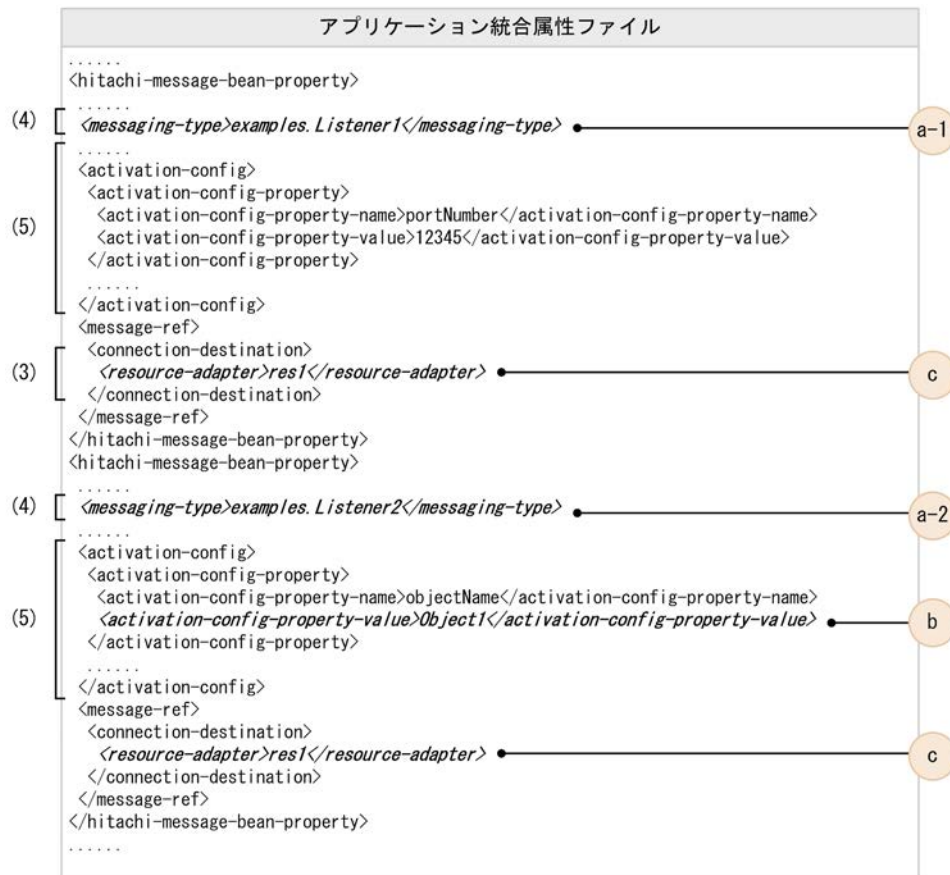 アプリケーション統合属性ファイル
......
<hitachi-message-bean-property>
......
(4) <messaging-type>examples.Listener1</messaging-type> a-1
......
<activation-config>
<activation-config-property>
<activation-config-property-name>portNumber</activation-config-property-name>
(5) <activation-config-property-value>12345</activation-config-property-value>
</activation-config-property>
......
</activation-config>
<message-ref>
<connection-destination>
(3) <resource-adapter>res1</resource-adapter> c
</connection-destination>
</message-ref>
</hitachi-message-bean-property>
<hitachi-message-bean-property>
......
(4) <messaging-type>examples.Listener2</messaging-type> a-2
......
<activation-config>
<activation-config-property>
<activation-config-property-name>objectName</activation-config-property-name>
(5) <activation-config-property-value>Object1</activation-config-property-value> b
</activation-config-property>
......
</activation-config>
<message-ref>
<connection-destination>
<resource-adapter>res1</resource-adapter> c
</connection-destination>
</message-ref>
</hitachi-message-bean-property>
......